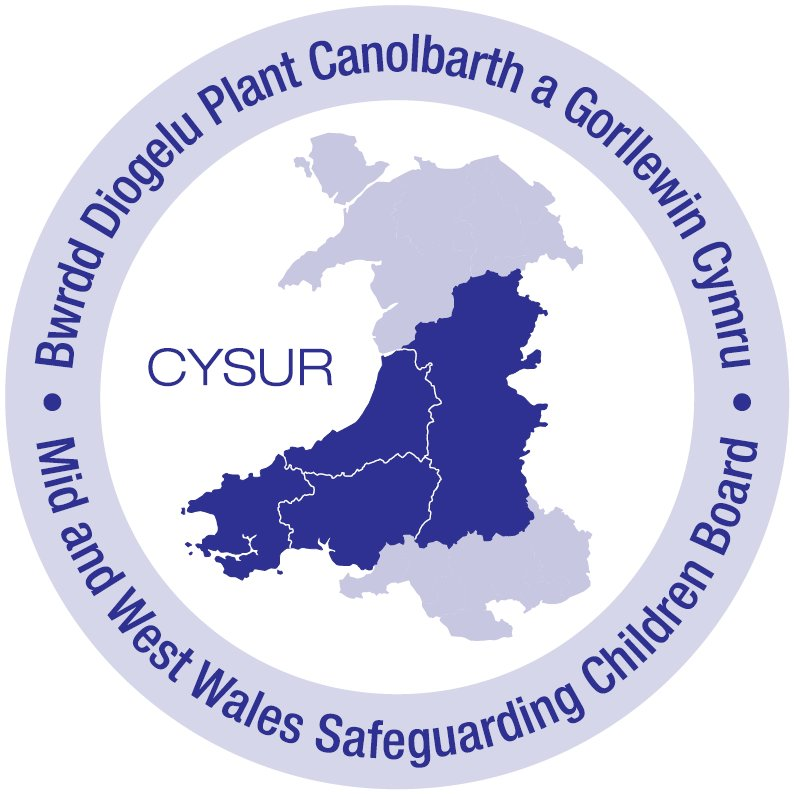 Bwrdd Diogelu Plant Canolbarth a Gorllewin Cymru
CYSUR
Mid and West Wales Safeguarding Children Board